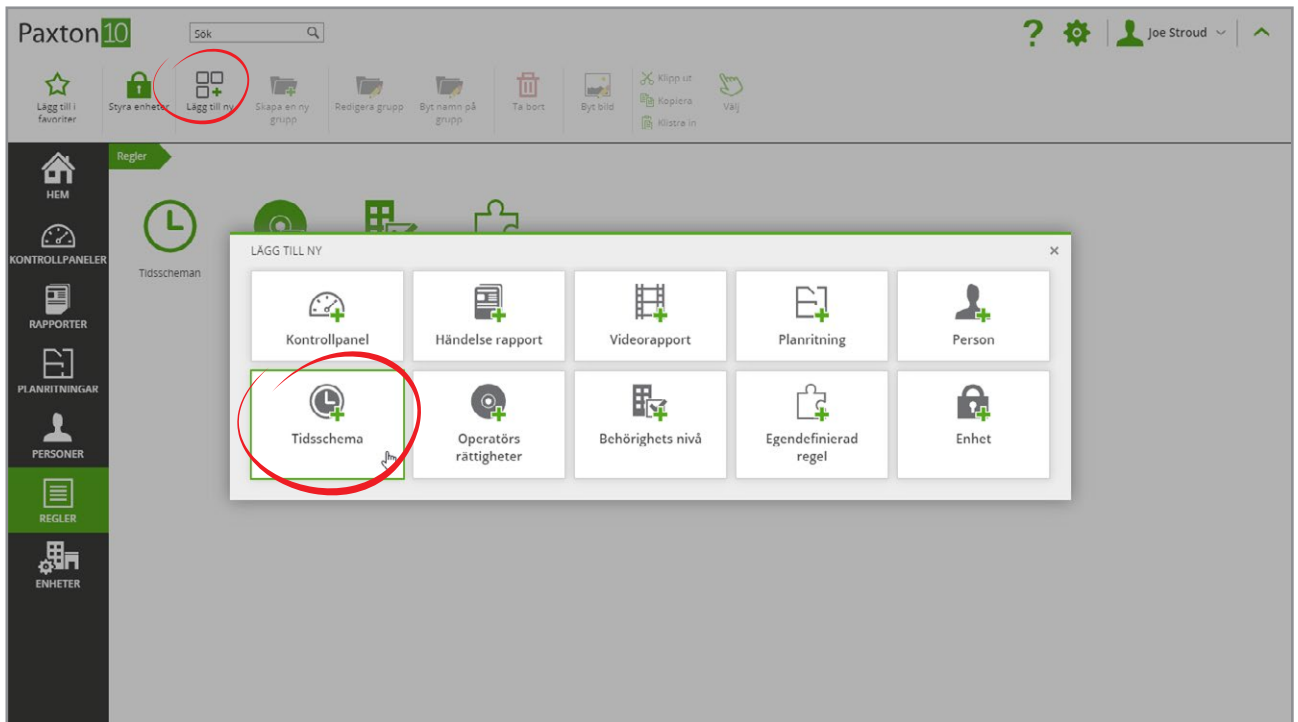 Paxton10
Sök
Joe Stroud
Lägg till i
favoriter
Styra enheter
Lägg till ny
Skapa en ny
grupp
Redigera grupp
Byt namn på
grupp
Ta bort
Byt bild
Klipp ut
Kopiera
Klistra in
Välj
HEM
KONTROLLPANELER
RAPPORTER
PLANRITNINGAR
PERSONER
REGLER
ENHETER
Regler
Tidsscheman
LÄGG TILL NY
Kontrollpanel
Händelse rapport
Videorapport
Planritning
Person
Tidsschema
Operatörs
rättigheter
Behörighets nivå
Egendefinierad
regel
Enhet